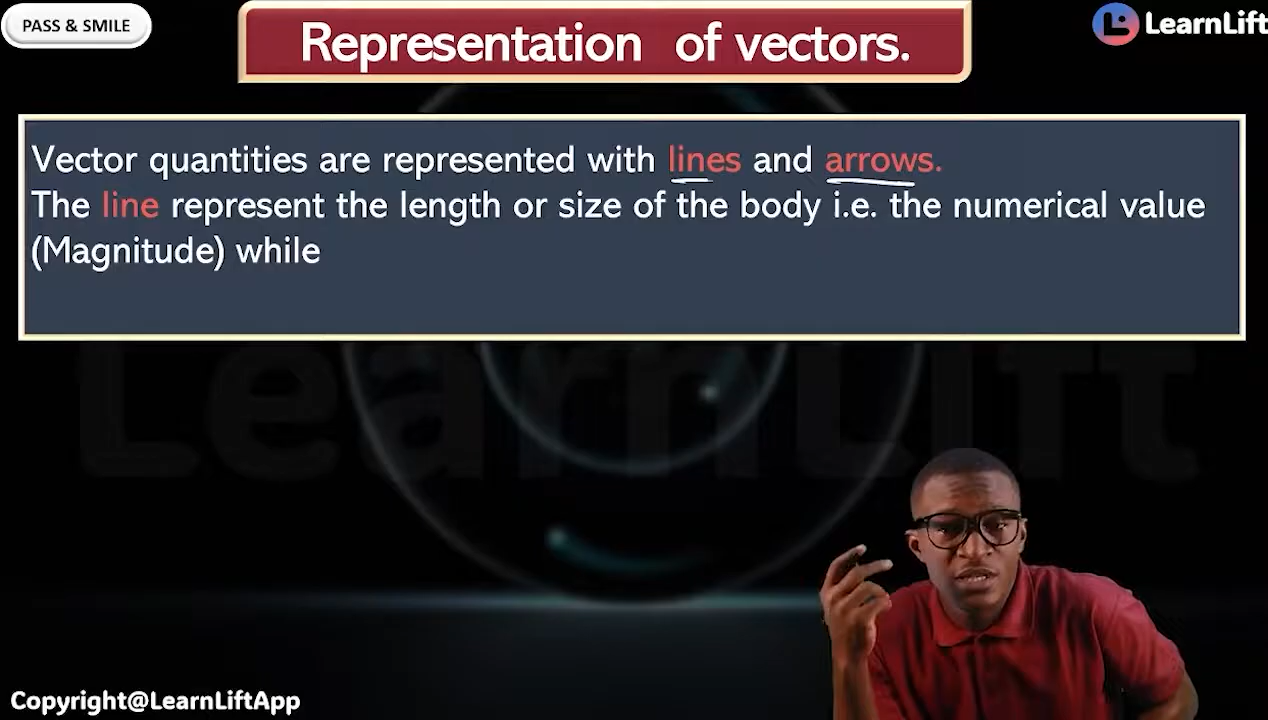 PASS & SMILE
Representation of vectors.
LearnLift
Vector quantities are represented with lines and arrows.
The line represent the length or size of the body i.e. the numerical value
(Magnitude) while
LearnLift
Copyright@LearnLiftApp